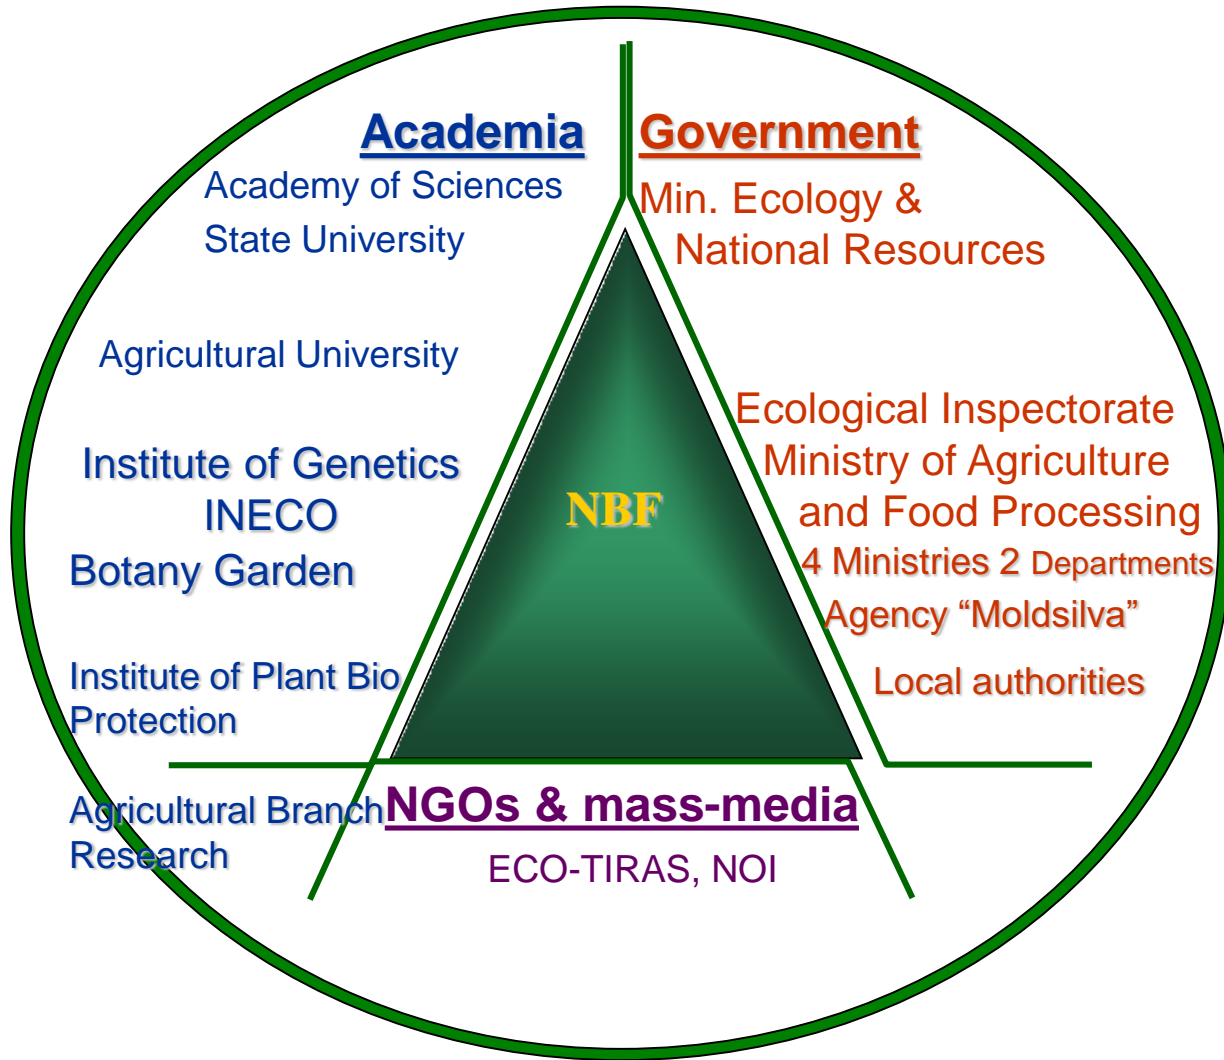 Academia
Academy of Sciences
State University
Agricultural University
Institute of Genetics
INECO
Botany Garden
Institute of Plant Bio
Protection
Agricultural Branch
Research
Government
Min. Ecology &
National Resources
Ecological Inspectorate
Ministry of Agriculture
and Food Processing
4 Ministries 2 Departments
Agency “Moldsilva”
Local authorities
NBF
NGOs & mass-media
ECO-TIRAS, NOI